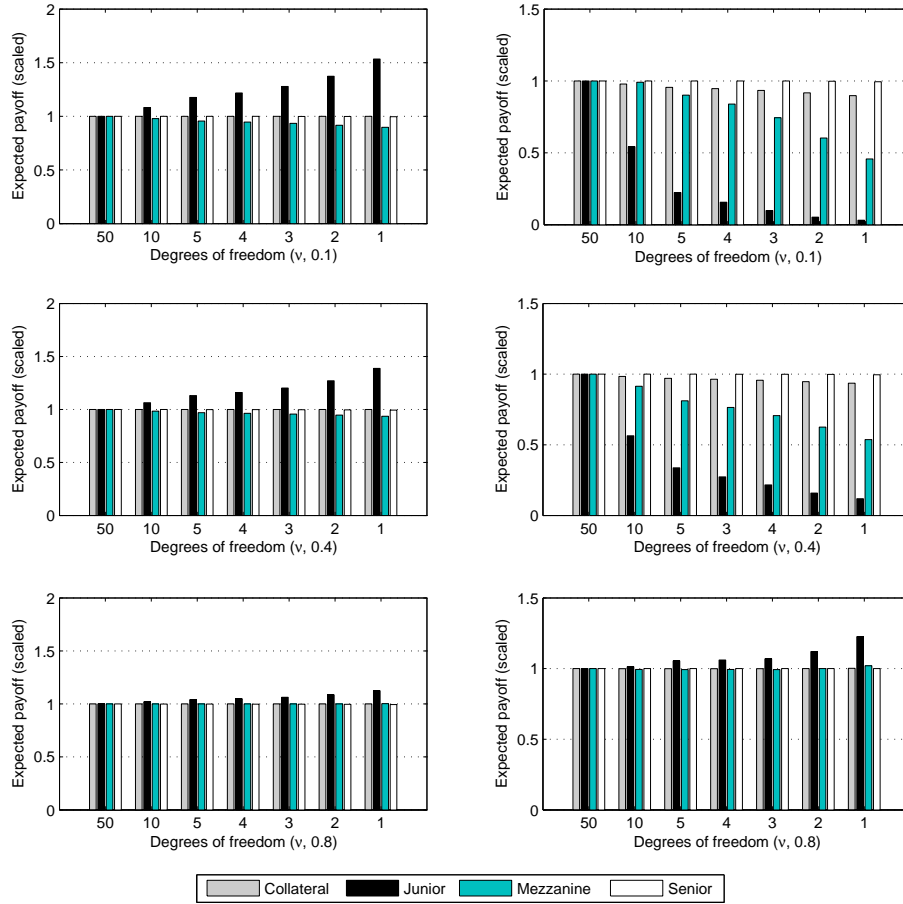 2
1.5
1
0.5
0
Expected payoff (scaled)
50 10 5 4 3 2 1
Degrees of freedom (ν, 0.1)
1.5
1
0.5
0
Expected payoff (scaled)
50 10 5 4 3 2 1
Degrees of freedom (ν, 0.1)
2
1.5
1
0.5
0
Expected payoff (scaled)
50 10 5 4 3 2 1
Degrees of freedom (ν, 0.4)
1.5
1
0.5
0
Expected payoff (scaled)
50 10 5 3 4 2 1
Degrees of freedom (ν, 0.4)
2
1.5
1
0.5
0
Expected payoff (scaled)
50 10 5 4 3 2 1
Degrees of freedom (ν, 0.8)
1.5
1
0.5
0
Expected payoff (scaled)
50 10 5 4 3 2 1
Degrees of freedom (ν, 0.8)
Collateral Junior Mezzanine Senior